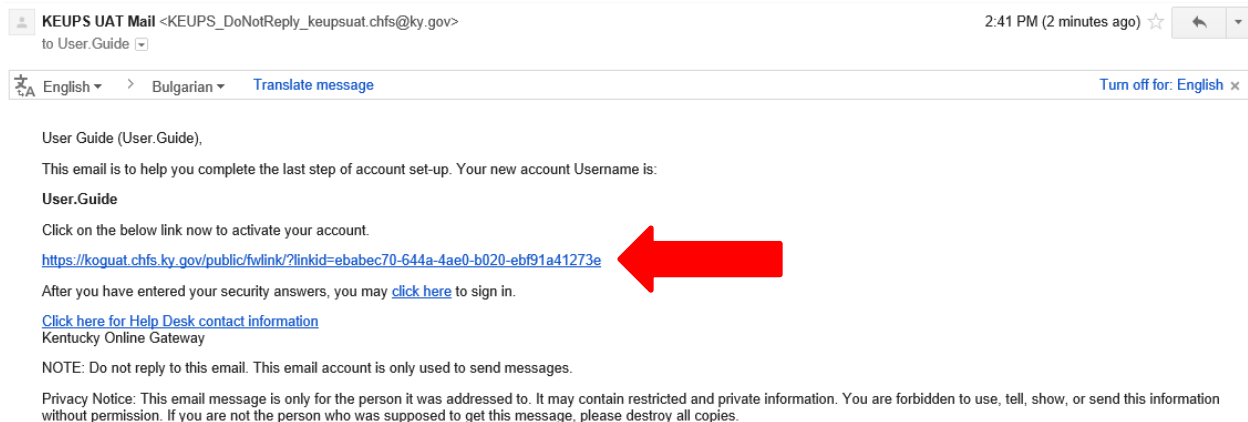 KEUPS UAT Mail <KEUPS_DoNotReply_keupsuat.chfs@ky.gov>
2:41 PM (2 minutes ago)
to User.Guide
English > Bulgarian Translate message
Turn off for: English ×
User Guide (User.Guide),
This email is to help you complete the last step of account set-up. Your new account Username is:
User.Guide
Click on the below link now to activate your account.
https://koguat.chfs.ky.gov/public/fwlink/?linkid=ebabec70-644a-4ae0-b020-ebf91a41273e
After you have entered your security answers, you may click here to sign in.
Click here for Help Desk contact information
Kentucky Online Gateway
NOTE: Do not reply to this email. This email account is only used to send messages.
Privacy Notice: This email message is only for the person it was addressed to. It may contain restricted and private information. You are forbidden to use, tell, show, or send this information
without permission. If you are not the person who was supposed to get this message, please destroy all copies.